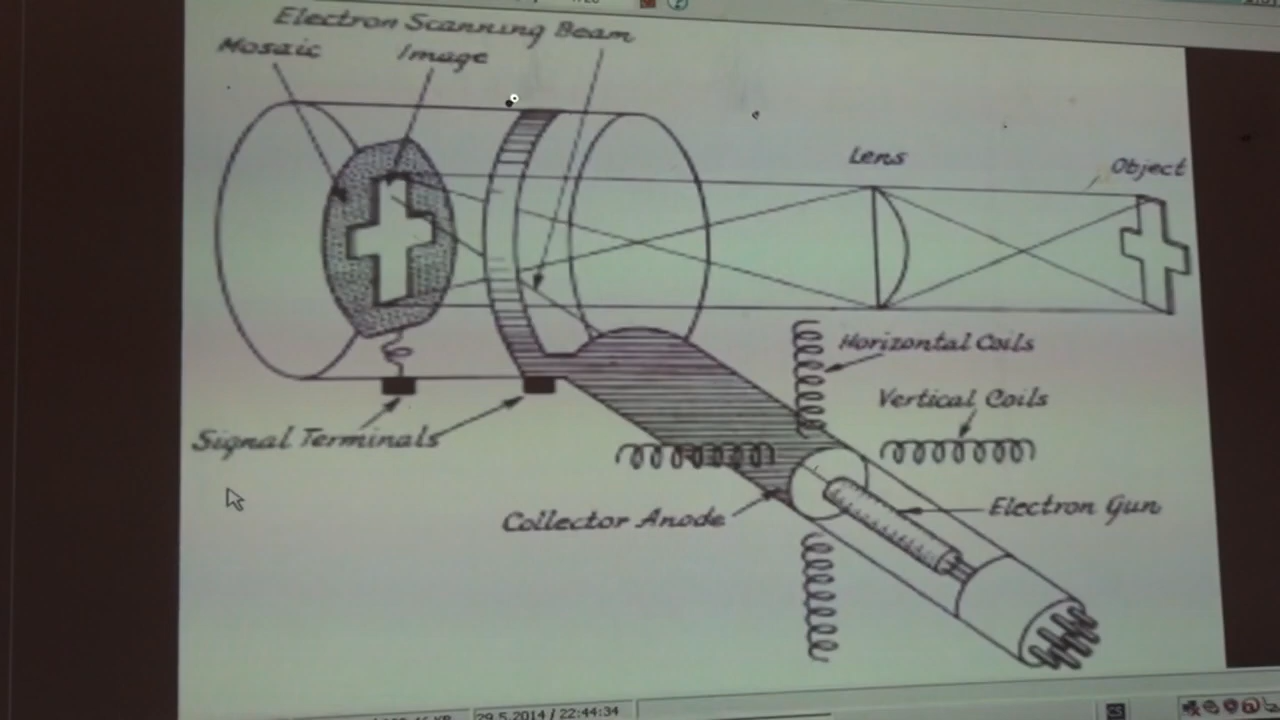 Electron Scanning Beam
Mosaic
Image
Lens
Object
Horizontal Coils
Vertical Coils
Signal Terminals
Collector Anode
Electron Gun
29.5.2014 / 22:44:34